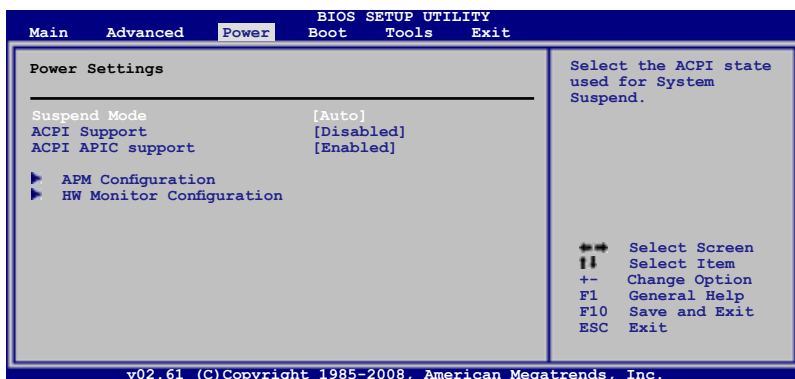 BIOS SETUP UTILITY
Main Advanced Power Boot Tools Exit
Power Settings
Suspend Mode [Auto]
ACPI Support [Disabled]
ACPI APIC support [Enabled]
APM Configuration
HW Monitor Configuration
Select the ACPI state
used for System
Suspend.
Select Screen
Select Item
+- Change Option
F1 General Help
F10 Save and Exit
ESC Exit
v02.61 (C)Copyright 1985-2008, American Megatrends, Inc.